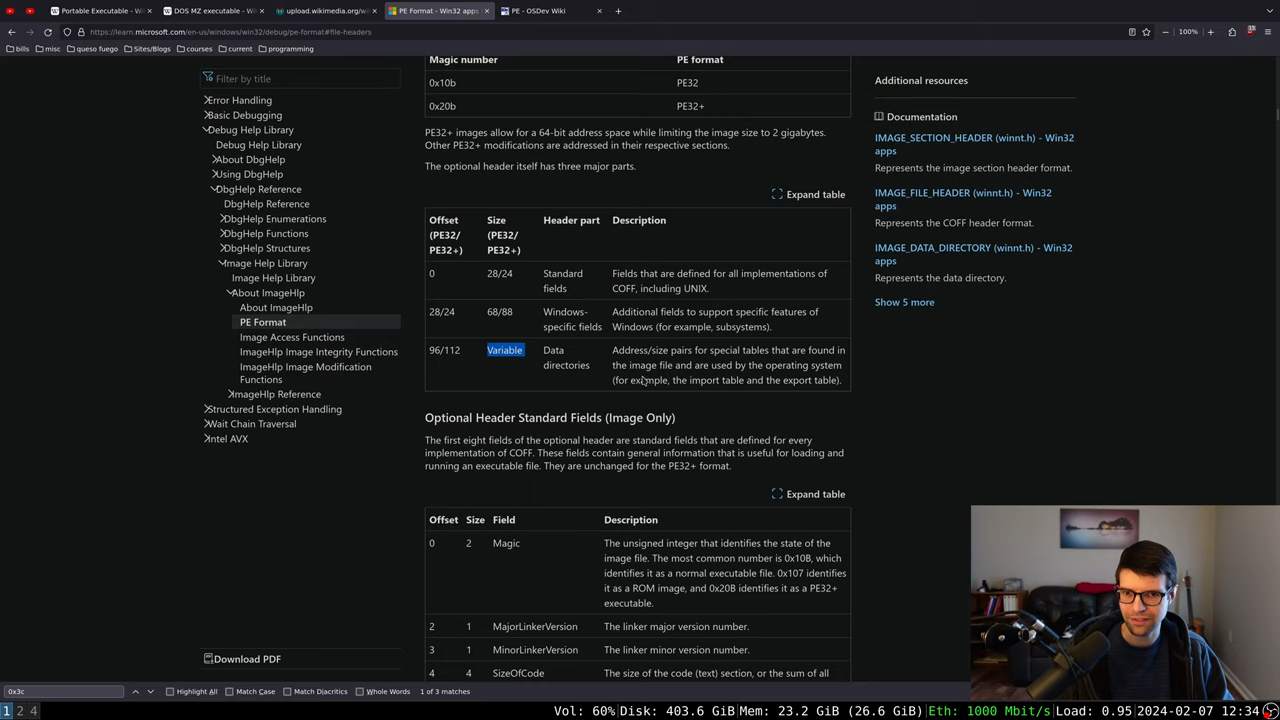 Portable Executable — Wi
DOS MZ executable - Wi
upload.wikimedia.org/wi
PE Format - Win32 app
PE - OSDev Wiki
https://learn.microsoft.com/en-us/windows/win32/debug/pe-format#file-headers
100%
bills
misc
queso fuego
Sites/Blogs
courses
current
portable programming
Filter by title
Error Handling
Basic Debugging
Debug Help Library
Debug Help Library
About DbgHelp
Using DbgHelp
DbgHelp Reference
DbgHelp Reference
DbgHelp Enumerations
DbgHelp Functions
DbgHelp Structures
Image Help Library
Image Help Library
About ImageHlp
About ImageHlp
PE Format
Image Access Functions
ImageHlp Image Integrity Functions
ImageHlp Image Modification
Functions
ImageHlp Reference
Structured Exception Handling
Wait Chain Traversal
Intel AVX
Download PDF
Magic number PE format
0x10b PE32
0x20b PE32+
PE32+ images allow for a 64-bit address space while limiting the image size to 2 gigabytes.
Other PE32+ modifications are addressed in their respective sections.
The optional header itself has three major parts.
Expand table
Offset Size Header part Description
(PE32/ (PE32/
PE32+) PE32+)
0 28/24 Standard Fields that are defined for all implementations of
fields COFF, including UNIX.
28/24 68/88 Windows- Additional fields to support specific features of
specific fields Windows (for example, subsystems).
96/112 Variable Data Address/size pairs for special tables that are found in
directories the image file and are used by the operating system
(for example, the import table and the export table).
Optional Header Standard Fields (Image Only)
The first eight fields of the optional header are standard fields that are defined for every
implementation of COFF. These fields contain general information that is useful for loading and
running an executable file. They are unchanged for the PE32+ format.
Expand table
Offset Size Field Description
0 2 Magic The unsigned integer that identifies the state of the
image file. The most common number is 0x10B, which
identifies it as a normal executable file. 0x107 identifies
it as a ROM image, and 0x20B identifies it as a PE32+
executable.
2 1 MajorLinkerVersion The linker major version number.
3 1 MinorLinkerVersion The linker minor version number.
4 4 SizeOfCode The size of the code (text) section, or the sum of all
Additional resources
Documentation
IMAGE_SECTION_HEADER (winnt.h) - Win32
apps
Represents the image section header format.
IMAGE_FILE_HEADER (winnt.h) - Win32
apps
Represents the COFF header format.
IMAGE_DATA_DIRECTORY (winnt.h) - Win32
apps
Represents the data directory.
Show 5 more
0x3c
Highlight All
Match Case
Match Diacritics
Whole Words
1 of 3 matches
1 2 4
Vol: 60% Disk: 403.6 GiB Mem: 23.2 GiB (26.6 GiB) Eth: 1000 Mbit/s Load: 0.95 2024-02-07 12:34